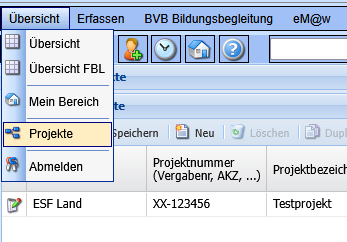 Übersicht Erfassen BVB Bildungsbegleitung eM@w
Übersicht
Übersicht FBL
Mein Bereich
Projekte
Abmelden
kte
kte
Speichern Neu Löschen Dupl
Projektnummer
(Vergabenr, AKZ, ...)
Projektbezeich
ESF Land XX-123456 Testprojekt